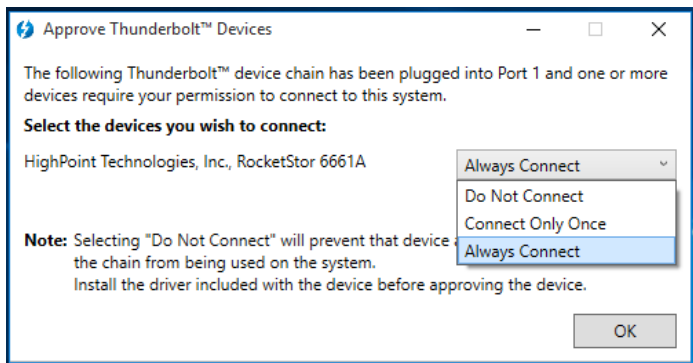 Approve Thunderbolt™ Devices
The following Thunderbolt™ device chain has been plugged into Port 1 and one or more
devices require your permission to connect to this system.
Select the devices you wish to connect:
HighPoint Technologies, Inc., RocketStor 6661A
Always Connect
Do Not Connect
Connect Only Once
Always Connect
Note: Selecting "Do Not Connect" will prevent that device
the chain from being used on the system.
Install the driver included with the device before approving the device.
OK